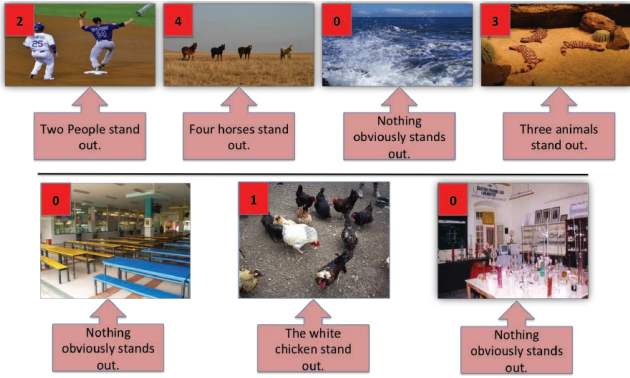 2
4
0
3
25
Two People stand
out.
Four horses stand
out.
Nothing
obviously stands
out.
Three animals
stand out.
0
1
0
Nothing
obviously stands
out.
The white
chicken stand
out.
Nothing
obviously stands
out.